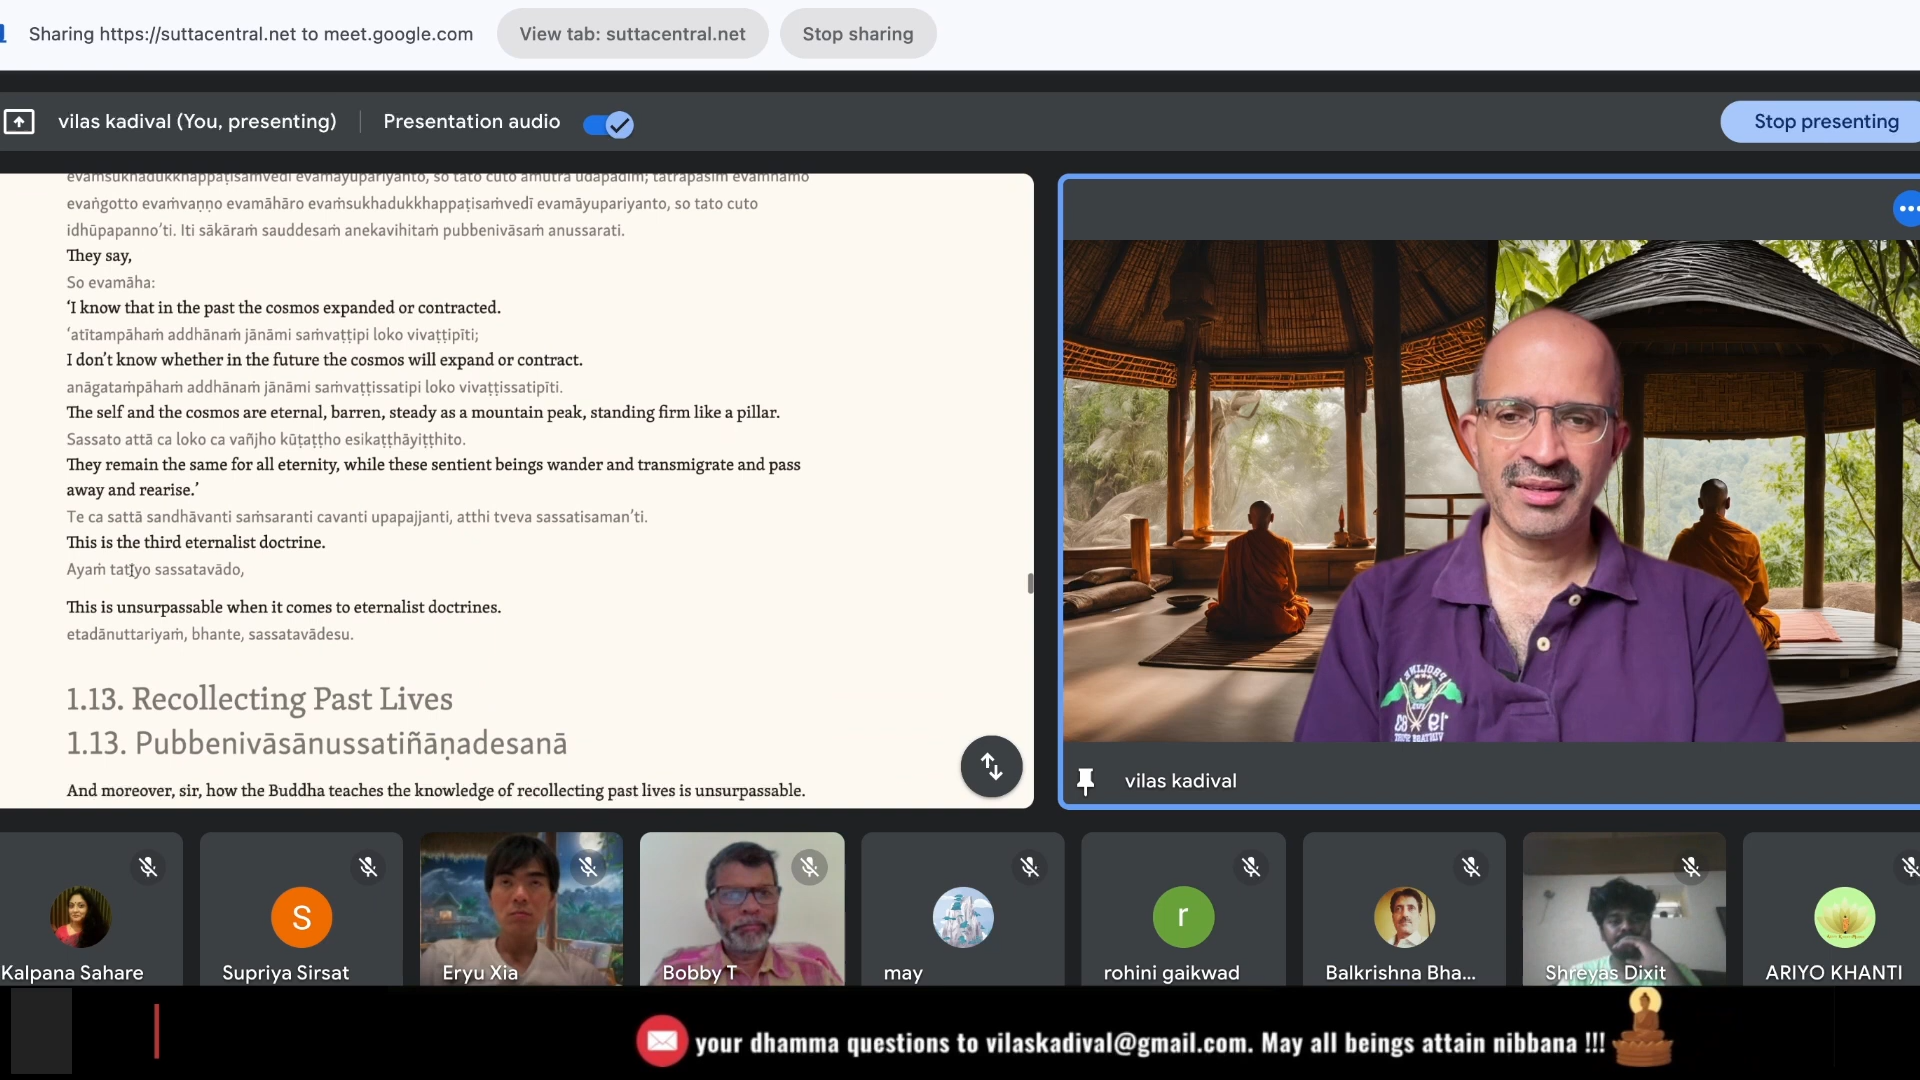 Sharing https://suttacentral.net to meet.google.com
View tab: suttacentral.net
Stop sharing
vilas kadival (You, presenting)
Presentation audio
Stop presenting
evaṁsukhadukkhappaṭisaṁvedī evamāyupariyanto, so tato cuto amutra udapādiṁ; tatrāpāsiṁ evaṁnāmo
evaṅgotto evaṁvaṇṇo evamāhāro evaṁsukhadukkhappaṭisaṁvedī evamāyupariyanto, so tato cuto
idhūpapanno’ti. Iti sākāraṁ sauddesaṁ anekavihitaṁ pubbenivāsaṁ anussarati.
They say,
So evamāha:
‘I know that in the past the cosmos expanded or contracted.
‘atītampāhaṁ addhānaṁ jānāmi saṁvaṭṭipi loko vivaṭṭipīti;
I don’t know whether in the future the cosmos will expand or contract.
anāgatampāhaṁ addhānaṁ jānāmi saṁvaṭṭissatipi loko vivaṭṭissatipīti.
The self and the cosmos are eternal, barren, steady as a mountain peak, standing firm like a pillar.
Sassato attā ca loko ca vañjho kūṭaṭṭho esikaṭṭhāyiṭṭhito.
They remain the same for all eternity, while these sentient beings wander and transmigrate and pass
away and rearise.’
Te ca sattā sandhāvanti saṁsaranti cavanti upapajjanti, atthi tveva sassatisaman’ti.
This is the third eternalist doctrine.
Ayaṁ tatiyo sassatavādo,
This is unsurpassable when it comes to eternalist doctrines.
etadānuttariyaṁ, bhante, sassatavādesu.
1.13. Recollecting Past Lives
1.13. Pubbenivāsānussatiñāṇadesanā
And moreover, sir, how the Buddha teaches the knowledge of recollecting past lives is unsurpassable.
vilas kadival
Kalpana Sahare
S
Supriya Sirsat
Eryu Xia
Bobby T
may
r
rohini gaikwad
Balkrishna Bha...
Shreyas Dixit
ARIYO KHANTI
your dhamma questions to vilaskadival@gmail.com. May all beings attain nibbana !!!